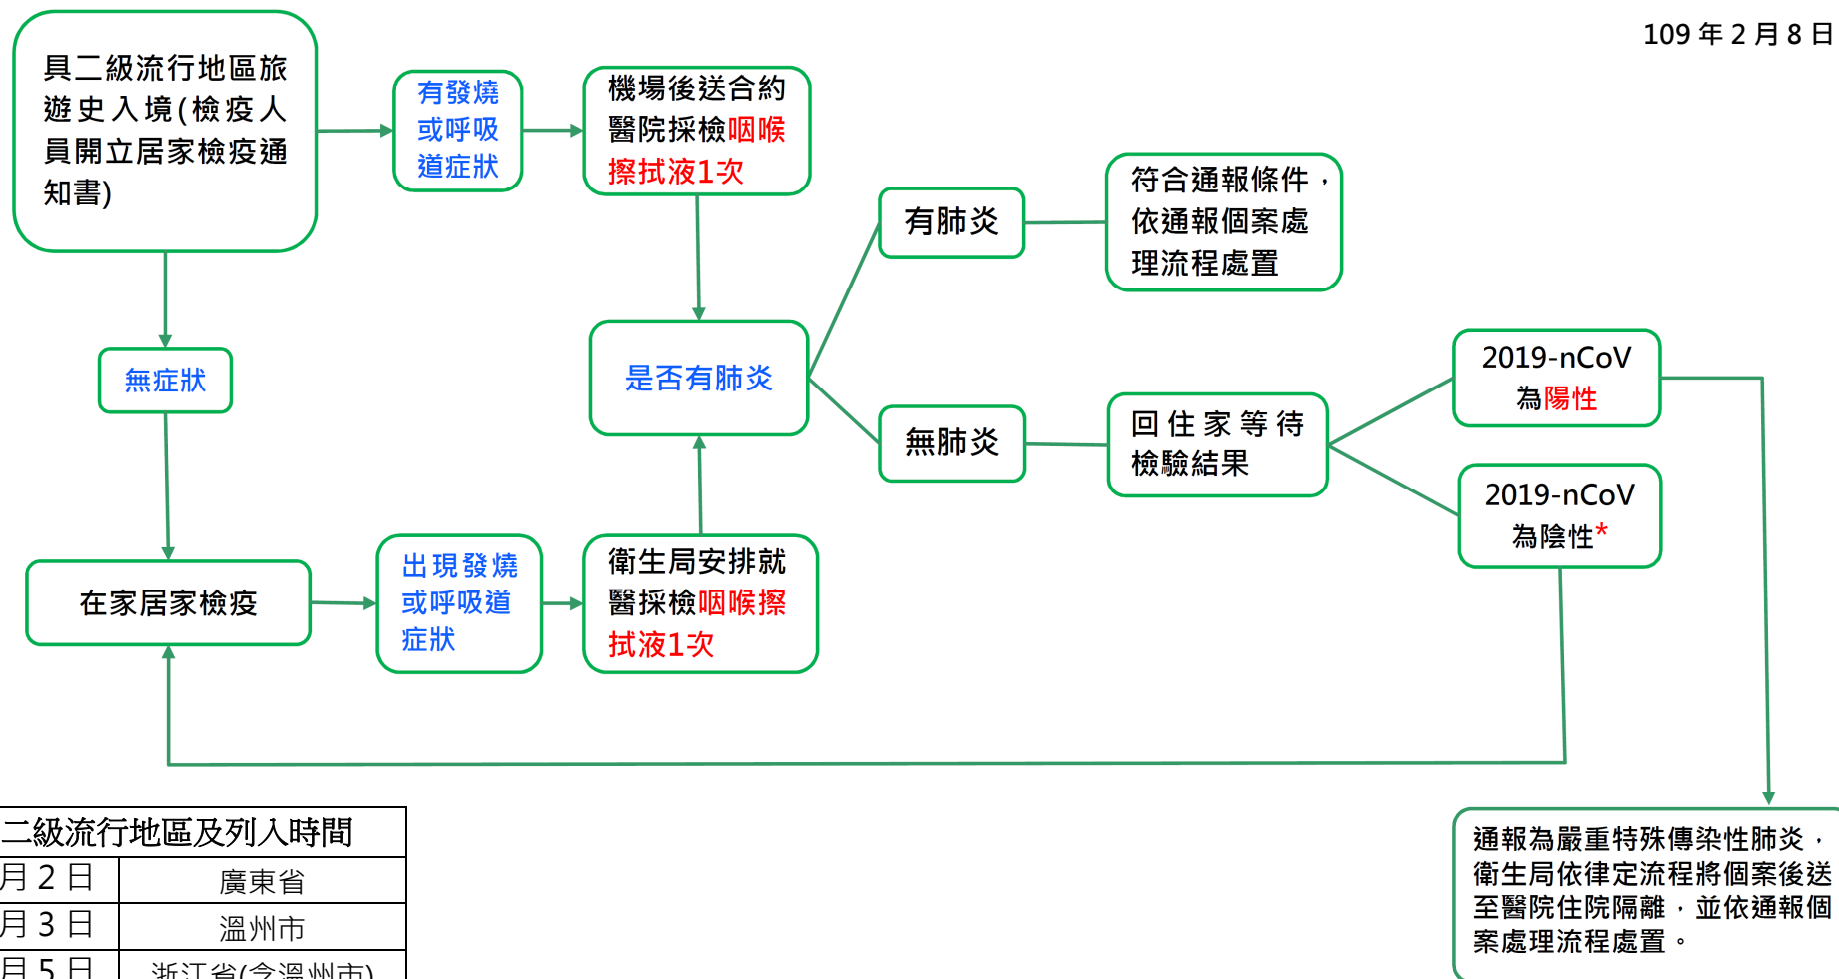 109 年 2 月 8 日
具二級流行地區旅
遊史入境(檢疫人
員開立居家檢疫通
知書)
有發燒
或呼吸
道症狀
機場後送合約
醫院採檢咽喉
擦拭液1次
有肺炎
符合通報條件，
依通報個案處
理流程處置
無症狀
是否有肺炎
無肺炎
回住家等待
檢驗結果
2019-nCoV
為陽性
2019-nCoV
為陰性*
在家居家檢疫
出現發燒
或呼吸道
症狀
衛生局安排就
醫採檢咽喉擦
拭液1次
二級流行地區及列入時間
月 2 日 廣東省
月 3 日 溫州市
月 5 日 浙江省(含溫州市)
通報為嚴重特殊傳染性肺炎，
衛生局依律定流程將個案後送
至醫院住院隔離，並依通報個
案處理流程處置。